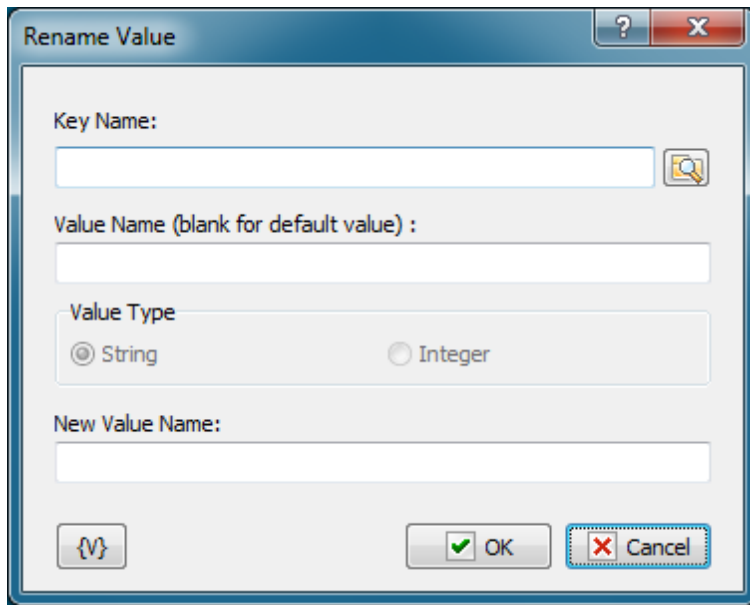 Rename Value
?
Key Name:
Value Name (blank for default value) :
Value Type
String
Integer
New Value Name:
{V}
OK
Cancel